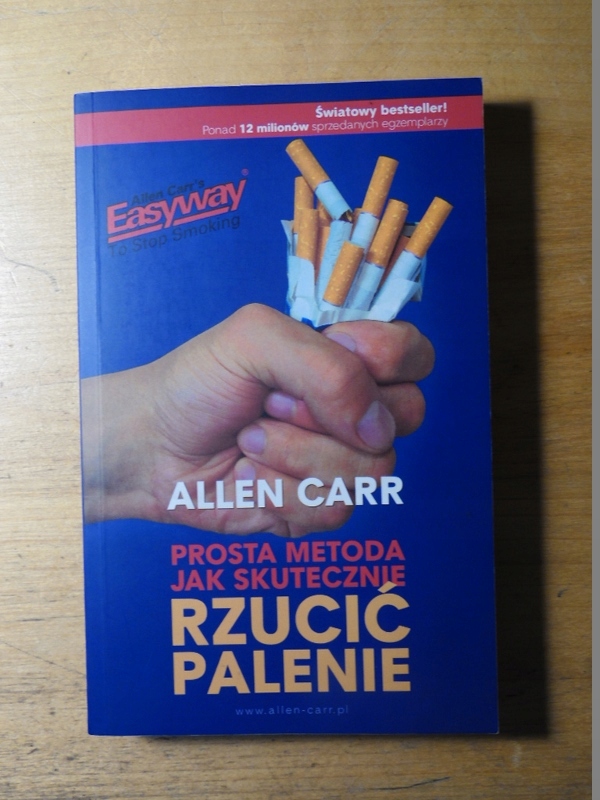 Światowy bestseller!
Ponad 12 milionów sprzedanych egzemplarzy
Allen Carr's
Easyway®
To Stop Smoking
ALLEN CARR
PROSTA METODA
JAK SKUTECZNIE
RZUCIĆ
PALENIE
www.allen-carr.pl